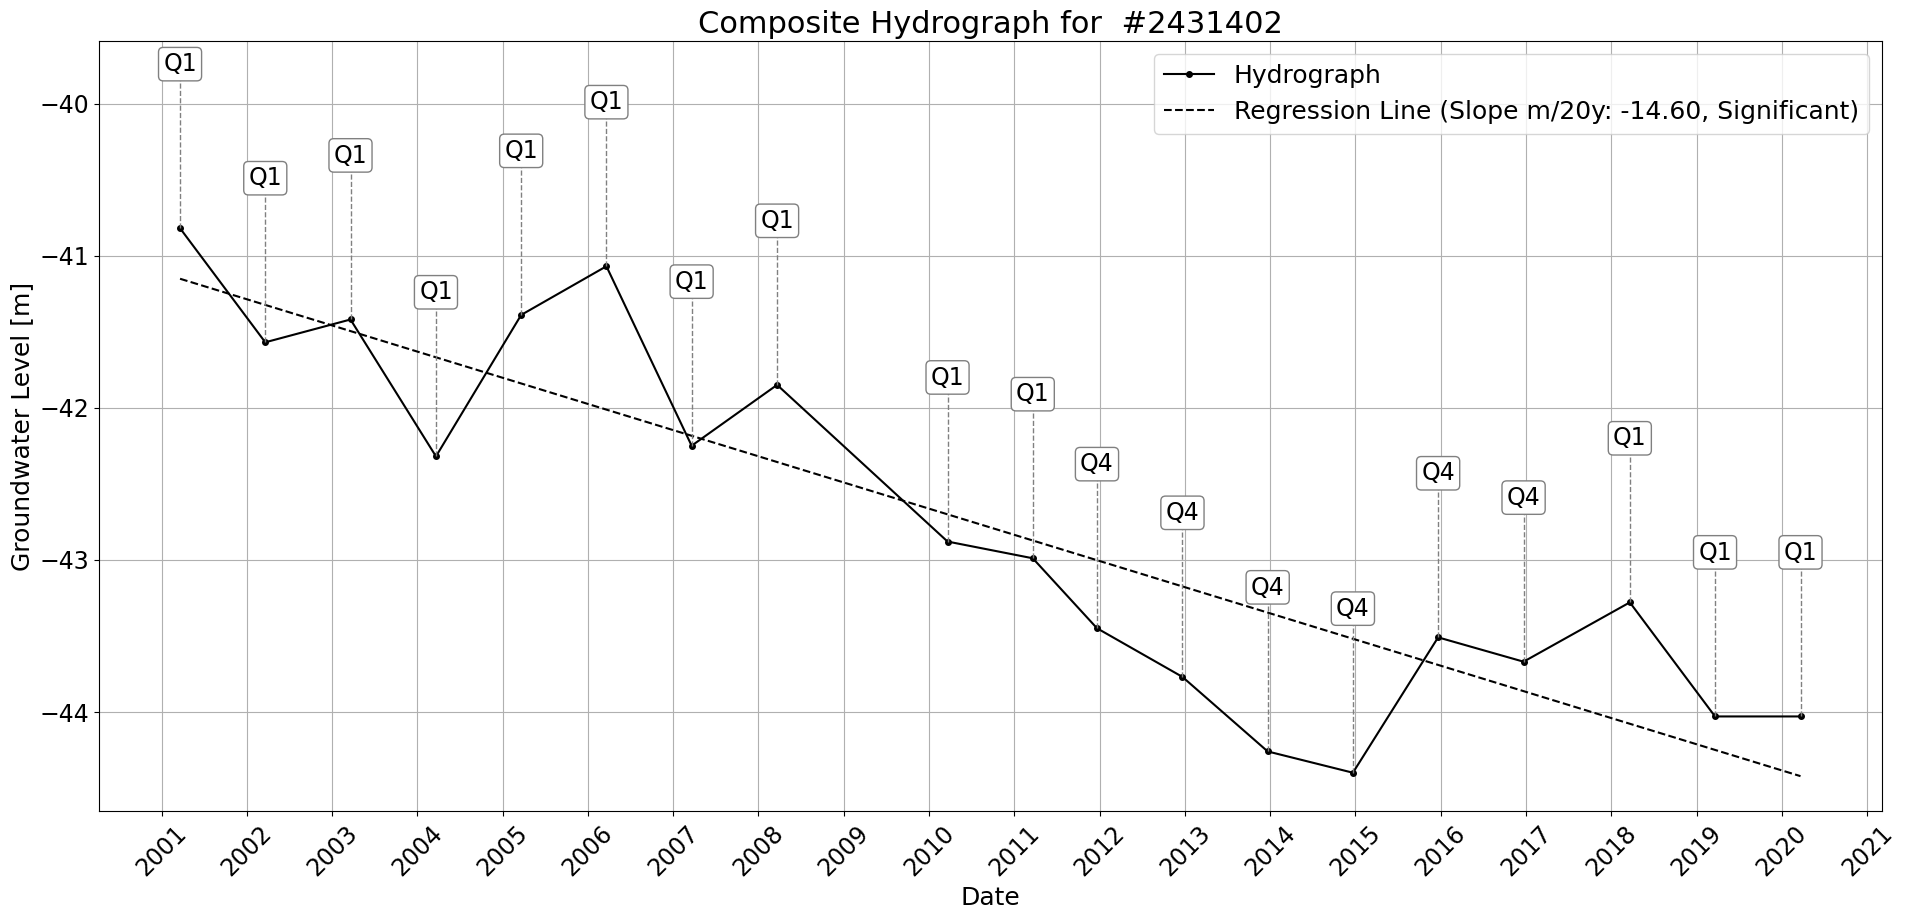 Composite Hydrograph for  #2431402
Hydrograph
Regression Line (Slope m/20y: -14.60, Significant)
Groundwater Level [m]
−40
−41
−42
−43
−44
Q1
Q1
Q1
Q1
Q1
Q1
Q1
Q1
Q1
Q1
Q4
Q4
Q4
Q4
Q4
Q4
Q1
Q1
Q1
2001
2002
2003
2004
2005
2006
2007
2008
2009
2010
2011
2012
2013
2014
2015
2016
2017
2018
2019
2020
2021
Date